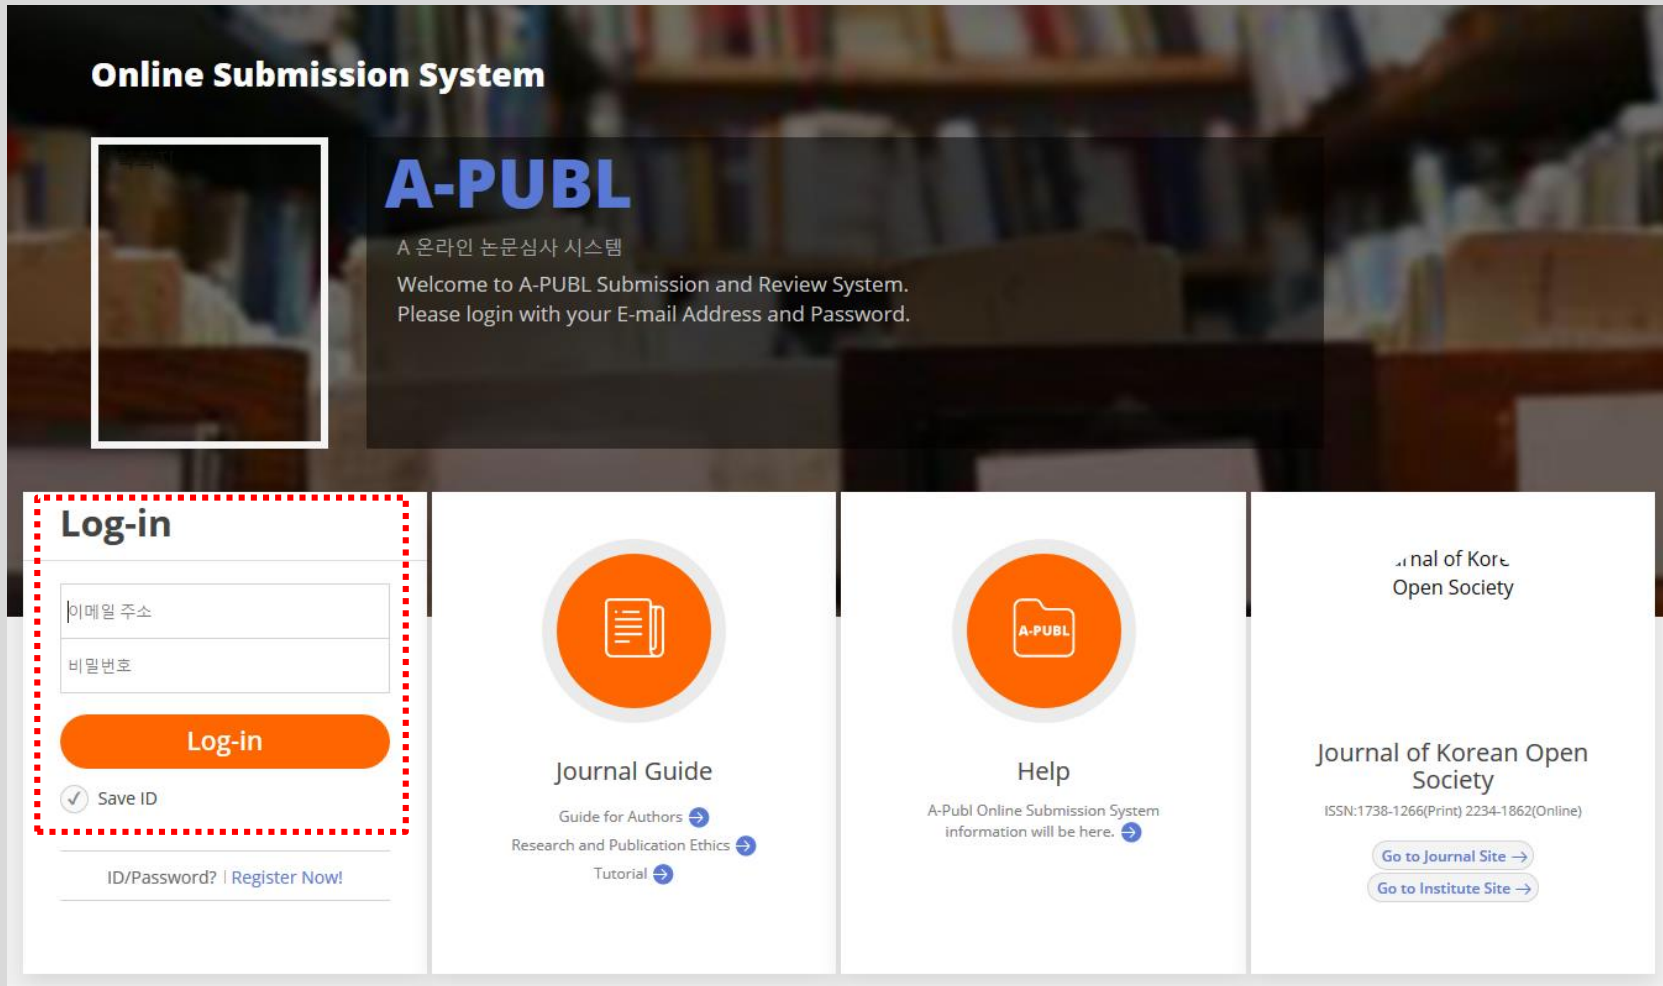 Online Submission System
A-PUBL
A 온라인 논문심사 시스템
Welcome to A-PUBL Submission and Review System.
Please login with your E-mail Address and Password.
Log-in
이메일 주소
비밀번호
Log-in
Save ID
ID/Password? | Register Now!
Journal Guide
Guide for Authors
Research and Publication Ethics
Tutorial
A-PUBL
Help
A-Publ Online Submission System
information will be here.
nal of Kor
Open Society
Journal of Korean Open
Society
ISSN:1738-1266(Print) 2234-1862(Online)
Go to Journal Site →
Go to Institute Site →